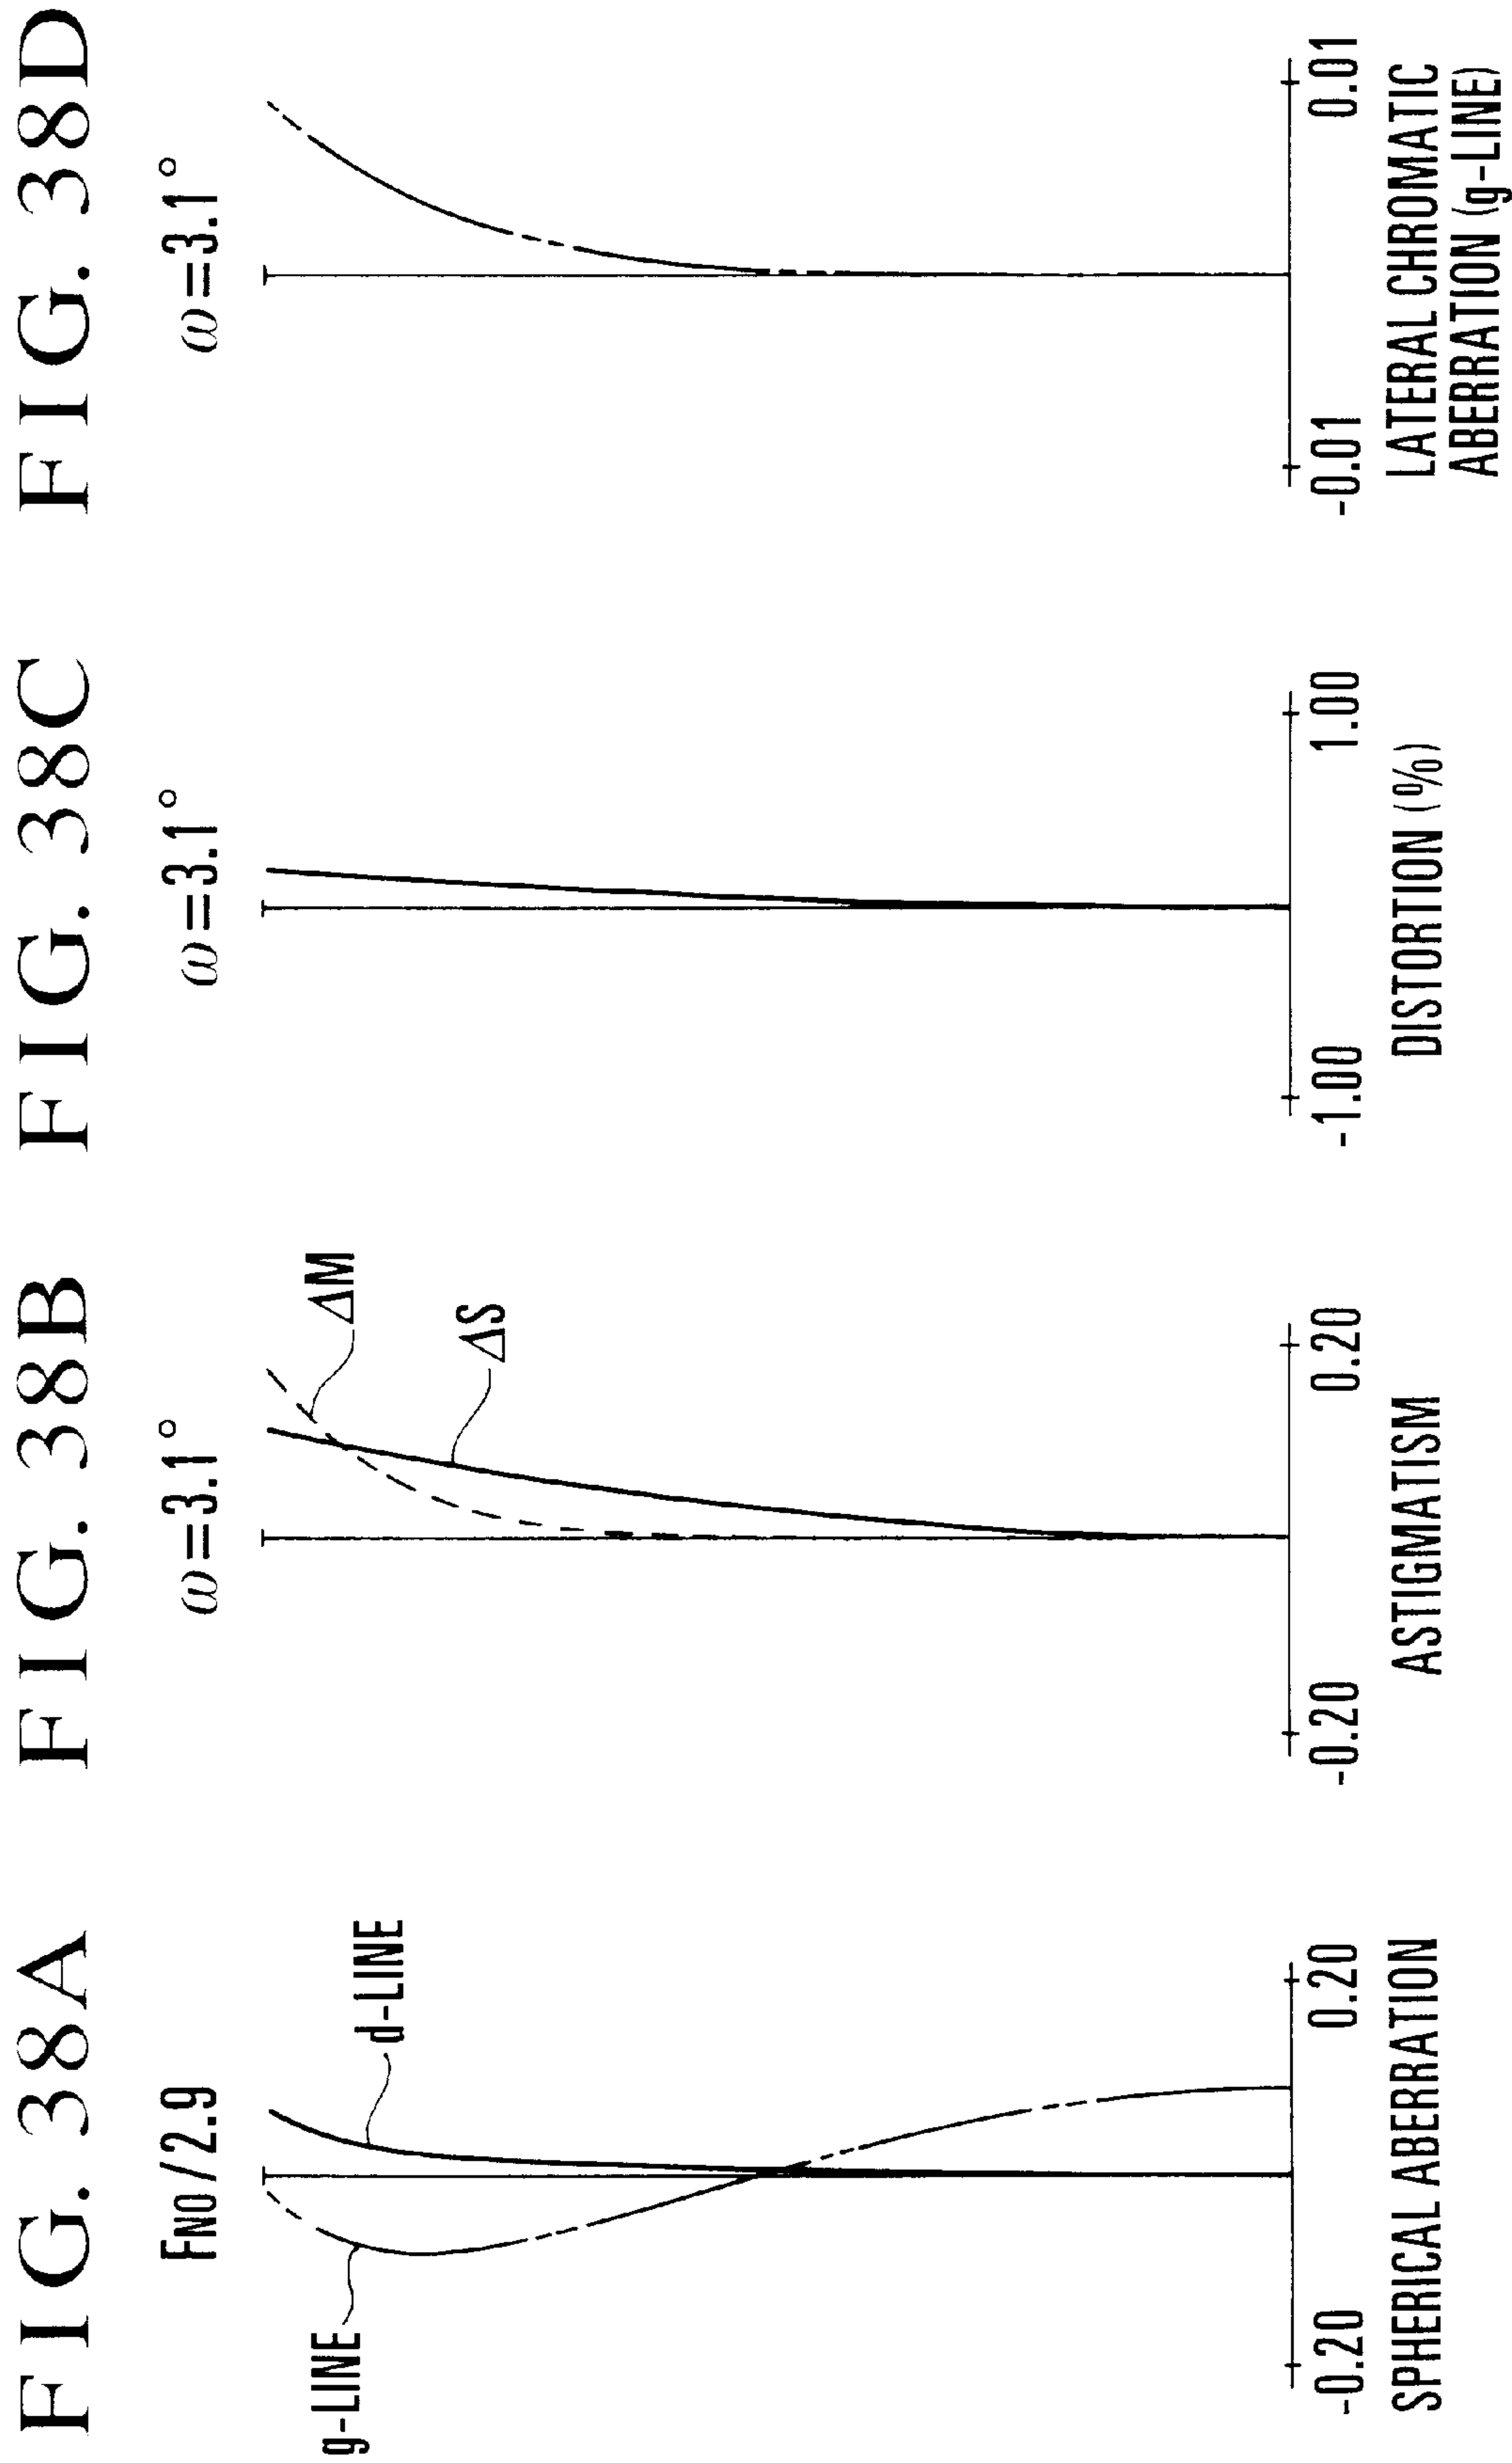 FIG. 38A
FNO/2.9
g-LINE
d-LINE
-0.20
0.20
SPHERICAL ABERRATION
FIG. 38B
ω=3.1°
ΔM
ΔS
-0.20
0.20
ASTIGMATISM
FIG. 38C
ω=3.1°
-1.00
1.00
DISTORTION (%)
FIG. 38D
ω=3.1°
-0.01
0.01
LATERAL CHROMATIC
ABERRATION (g-LINE)